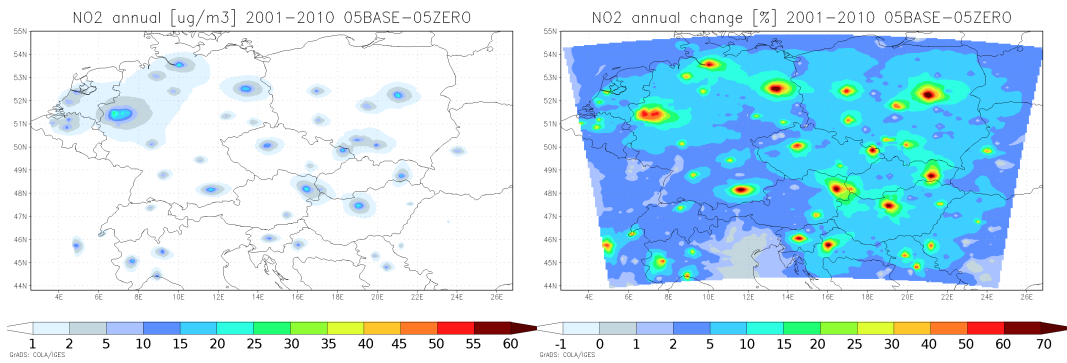 NO2 annual [ug/m3] 2001-2010 05BASE-05ZERO
55N
54N
53N
52N
51N
50N
49N
48N
47N
46N
45N
44N
4E 6E 8E 10E 12E 14E 16E 18E 20E 22E 24E 26E
1 2 5 10 15 20 25 30 35 40 45 50 55 60
GrADS: COLA/IGES
NO2 annual change [%] 2001-2010 05BASE-05ZERO
55N
54N
53N
52N
51N
50N
49N
48N
47N
46N
45N
44N
4E 6E 8E 10E 12E 14E 16E 18E 20E 22E 24E 26E
-1 0 1 2 5 10 15 20 25 30 40 50 60 70
GrADS: COLA/IGES